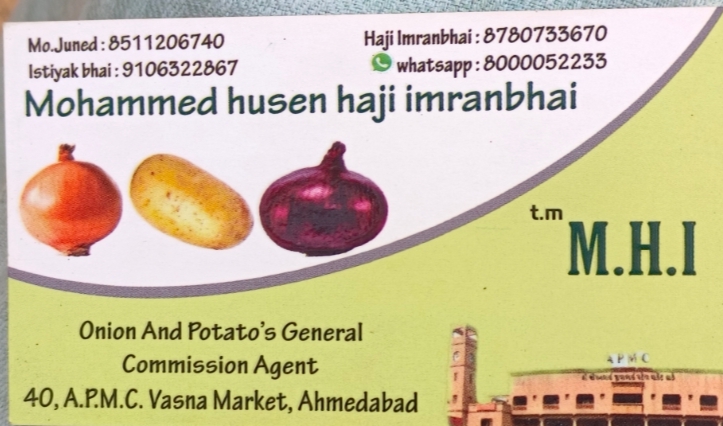 Mo.Juned : 8511206740
Haji Imranbhai : 8780733670
Istiyak bhai : 9106322867
whatsapp : 8000052233
Mohammed husen haji imranbhai
t.m
M.H.I
Onion And Potato's General
Commission Agent
40, A.P.M.C. Vasna Market, Ahmedabad
A P M C